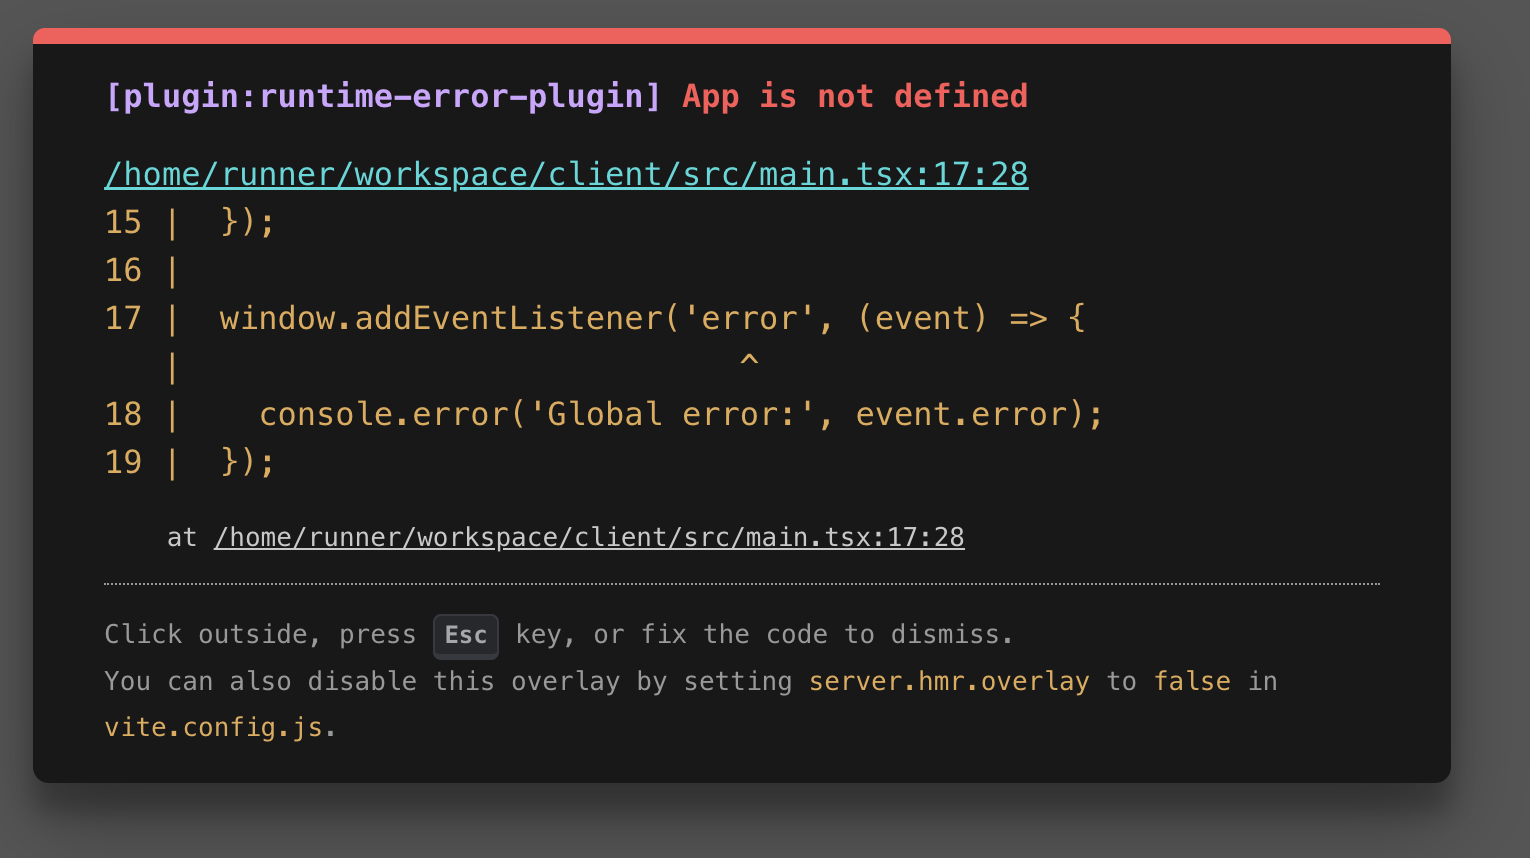 [plugin:runtime-error-plugin] App is not defined
/home/runner/workspace/client/src/main.tsx:17:28
15 |  });
16 |
17 |  window.addEventListener('error', (event) => {
   |                             ^
18 |    console.error('Global error:', event.error);
19 |  });
at /home/runner/workspace/client/src/main.tsx:17:28
Click outside, press Esc key, or fix the code to dismiss.
You can also disable this overlay by setting server.hmr.overlay to false in
vite.config.js.